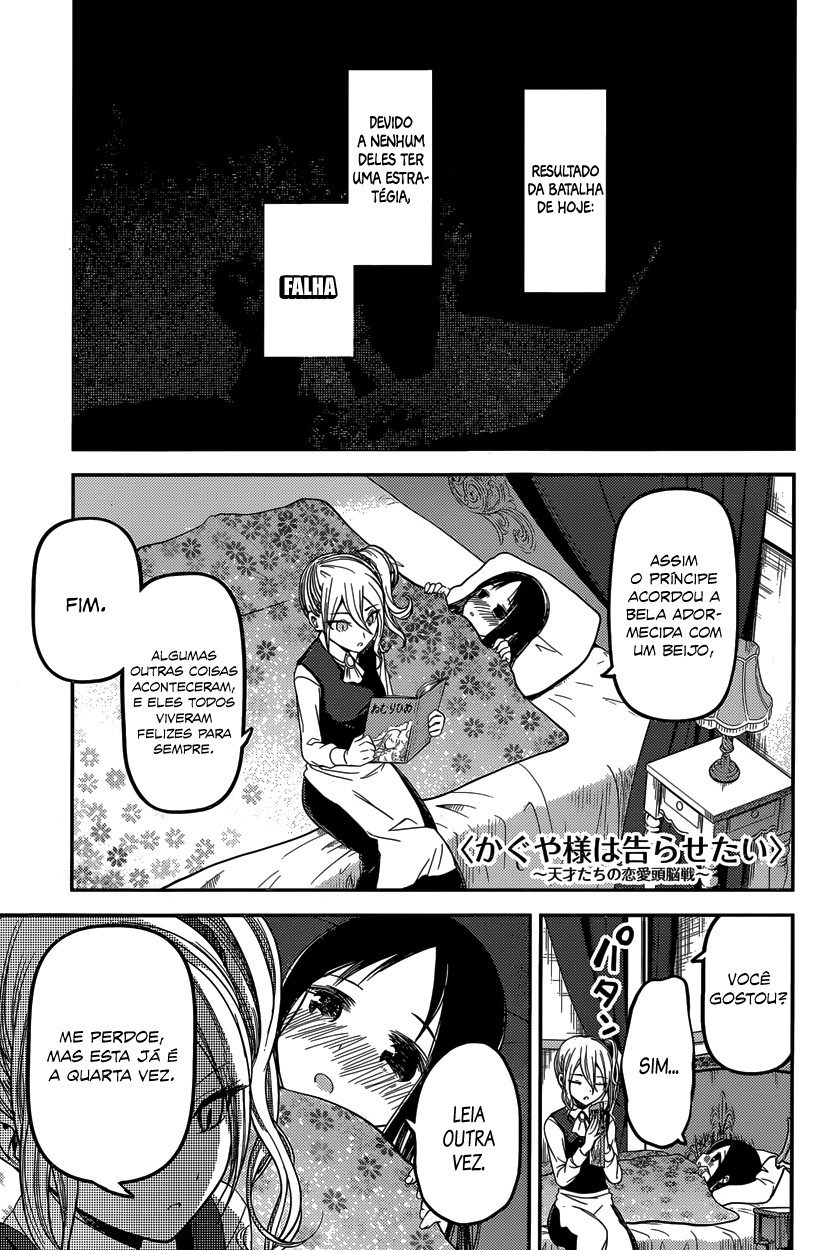 RESULTADO
DA BATALHA
DE HOJE:
DEVIDO
A NENHUM
DELES TER
UMA ESTRA-
TÉGIA,
FALHA
ASSIM
O PRÍNCIPE
ACORDOU A
BELA ADOR-
MECIDA COM
UM BEIJO,
ALGUMAS
OUTRAS COISAS
ACONTECERAM,
E ELES TODOS
VIVERAM
FELIZES PARA
SEMPRE.
FIM.
ねむりひめ
〈かぐや様は告らせたい〉
～天才たちの恋愛頭脳戦～
VOCÊ
GOSTOU?
パタン
SIM...
LEIA
OUTRA
VEZ.
ME PERDOE,
MAS ESTA JÁ É
A QUARTA VEZ.